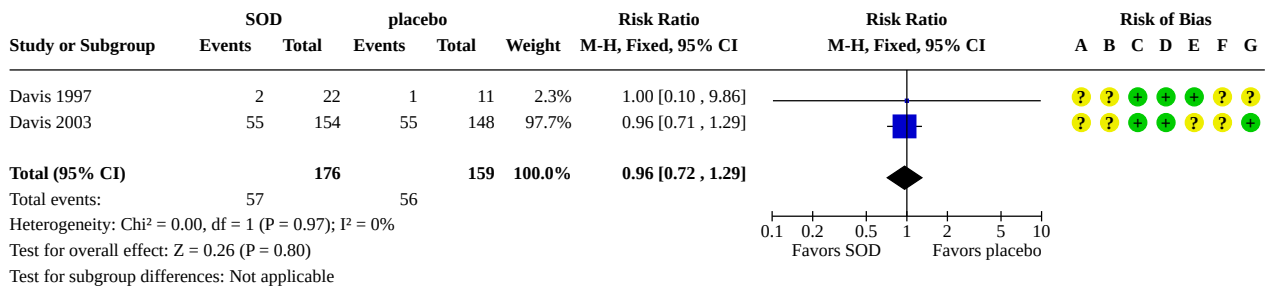 SOD placebo Risk Ratio Risk Ratio Risk of Bias
Study or Subgroup Events Total Events Total Weight M-H, Fixed, 95% CI M-H, Fixed, 95% CI A B C D E F G
Davis 1997 2 22 1 11 2.3% 1.00 [0.10 , 9.86] ? ? + + + ? ?
Davis 2003 55 154 55 148 97.7% 0.96 [0.71 , 1.29] ? ? + + ? ? +
Total (95% CI) 176 159 100.0% 0.96 [0.72 , 1.29]
Total events: 57 56
Heterogeneity: Chi² = 0.00, df = 1 (P = 0.97); I² = 0%
0.1 0.2 0.5 1 2 5 10
Test for overall effect: Z = 0.26 (P = 0.80) Favors SOD Favors placebo
Test for subgroup differences: Not applicable